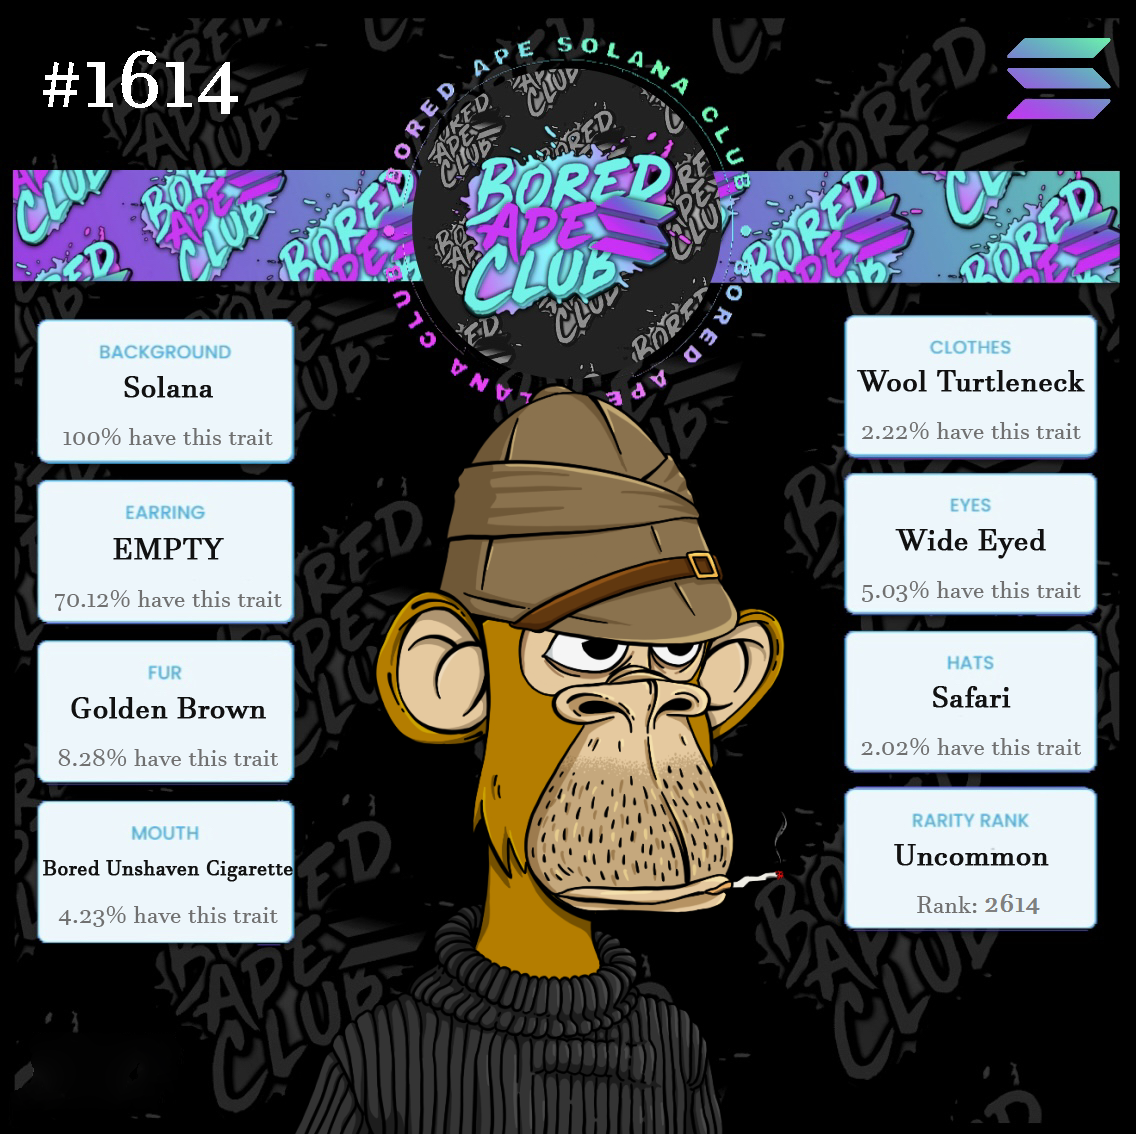 #1614
BORED APE SOLANA CLUB
BORED APE
LANA CLUB
BORED
APE
CLUB
BACKGROUND
Solana
100% have this trait
EARRING
EMPTY
70.12% have this trait
FUR
Golden Brown
8.28% have this trait
MOUTH
Bored Unshaven Cigarette
4.23% have this trait
CLOTHES
Wool Turtleneck
2.22% have this trait
EYES
Wide Eyed
5.03% have this trait
HATS
Safari
2.02% have this trait
RARITY RANK
Uncommon
Rank: 2614